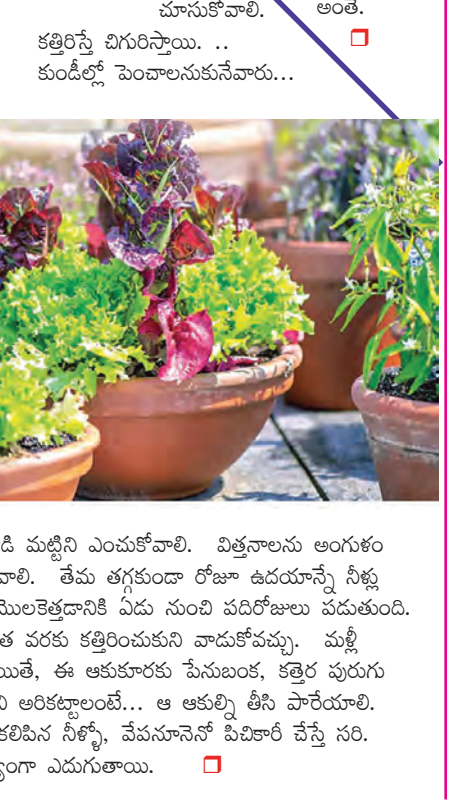 చూసుకోవాలి.
అంతే.
కత్తిరిస్తే చిగురిస్తాయి. ..
కుండీల్లో పెంచాలనుకునేవారు...
డి మట్టిని ఎంచుకోవాలి. విత్తనాలను అంగుళం
వాలి. తేమ తగ్గకుండా రోజూ ఉదయాన్నే నీళ్లు
మొలకెత్తడానికి ఏడు నుంచి పదిరోజులు పడుతుంది.
త వరకు కత్తిరించుకుని వాడుకోవచ్చు. మళ్లీ
యితే, ఈ ఆకుకూరకు పేనుబంక, కత్తెర పురుగు
ని అరికట్టాలంటే... ఆ ఆకుల్ని తీసి పారేయాలి.
కలిపిన నీళ్ళో, వేపనూనెనో పిచికారీ చేస్తే సరి.
్యంగా ఎదుగుతాయి.